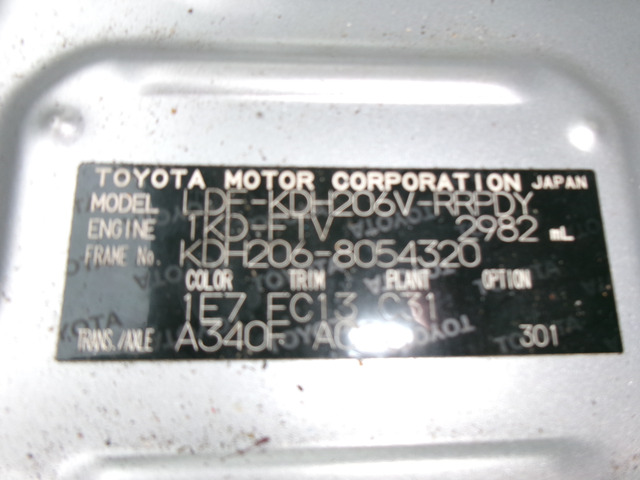 TOYOTA MOTOR CORPORATION JAPAN
MODEL LDF-KDH206V-RRPDY
ENGINE 1KD-FTV 2982 mL
FRAME No. KDH206-8054320
COLOR TRIM PLANT OPTION
1E7 FC13 C31
TRANS./AXLE A340F 301